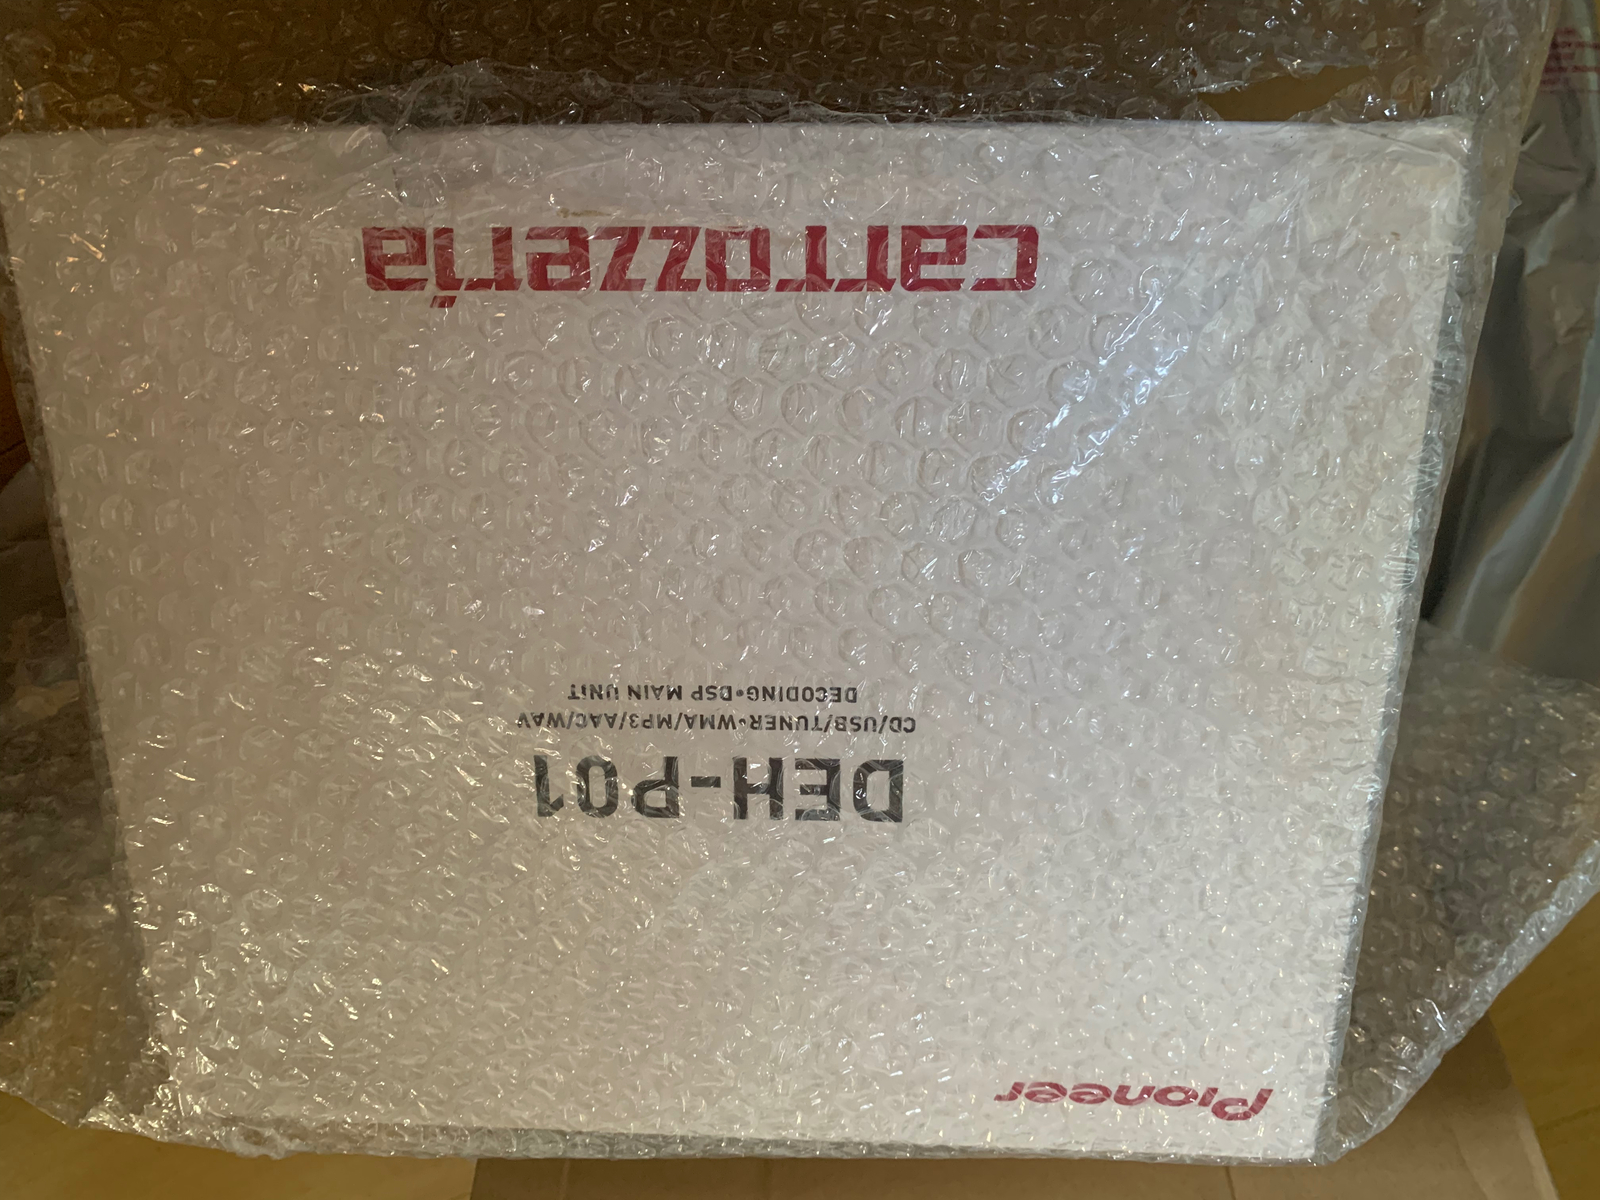 Pioneer
DEH-P01
CD/USB/TUNER•WMA/MP3/AAC/WAV
DECODING•DSP MAIN UNIT
carrozzeria